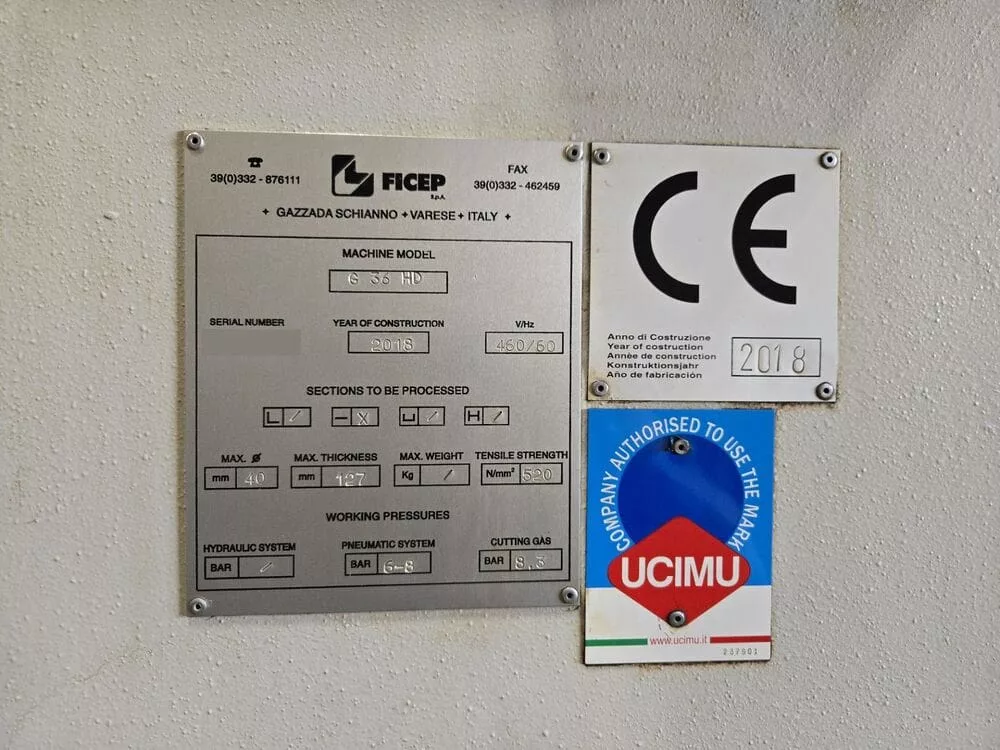 39(0)332 - 876111
FICEP
S.p.A.
FAX
39(0)332 - 462459
+ GAZZADA SCHIANNO + VARESE + ITALY +
MACHINE MODEL
G 36 HD
SERIAL NUMBER
YEAR OF CONSTRUCTION
2018
V/Hz
460/60
SECTIONS TO BE PROCESSED
L /
– X
U /
H /
MAX. Ø
mm 40
MAX. THICKNESS
mm 127
MAX. WEIGHT
Kg /
TENSILE STRENGTH
N/mm² 520
WORKING PRESSURES
HYDRAULIC SYSTEM
BAR /
PNEUMATIC SYSTEM
BAR 6-8
CUTTING GAS
BAR 8,3
CE
Anno di Costruzione
Year of costruction
Année de construction
Konstruktionsjahr
Año de fabricación
2018
COMPANY AUTHORISED TO USE THE MARK
UCIMU
www.ucimu.it
237901